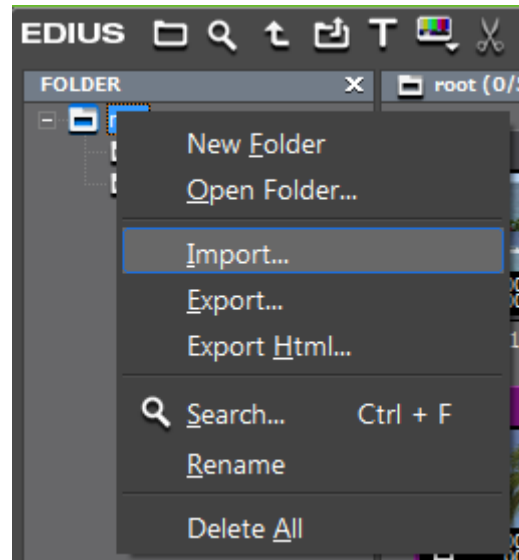 EDIUS
FOLDER
root (0/
New Folder
Open Folder...
Import...
Export...
Export Html...
Search... Ctrl + F
Rename
Delete All